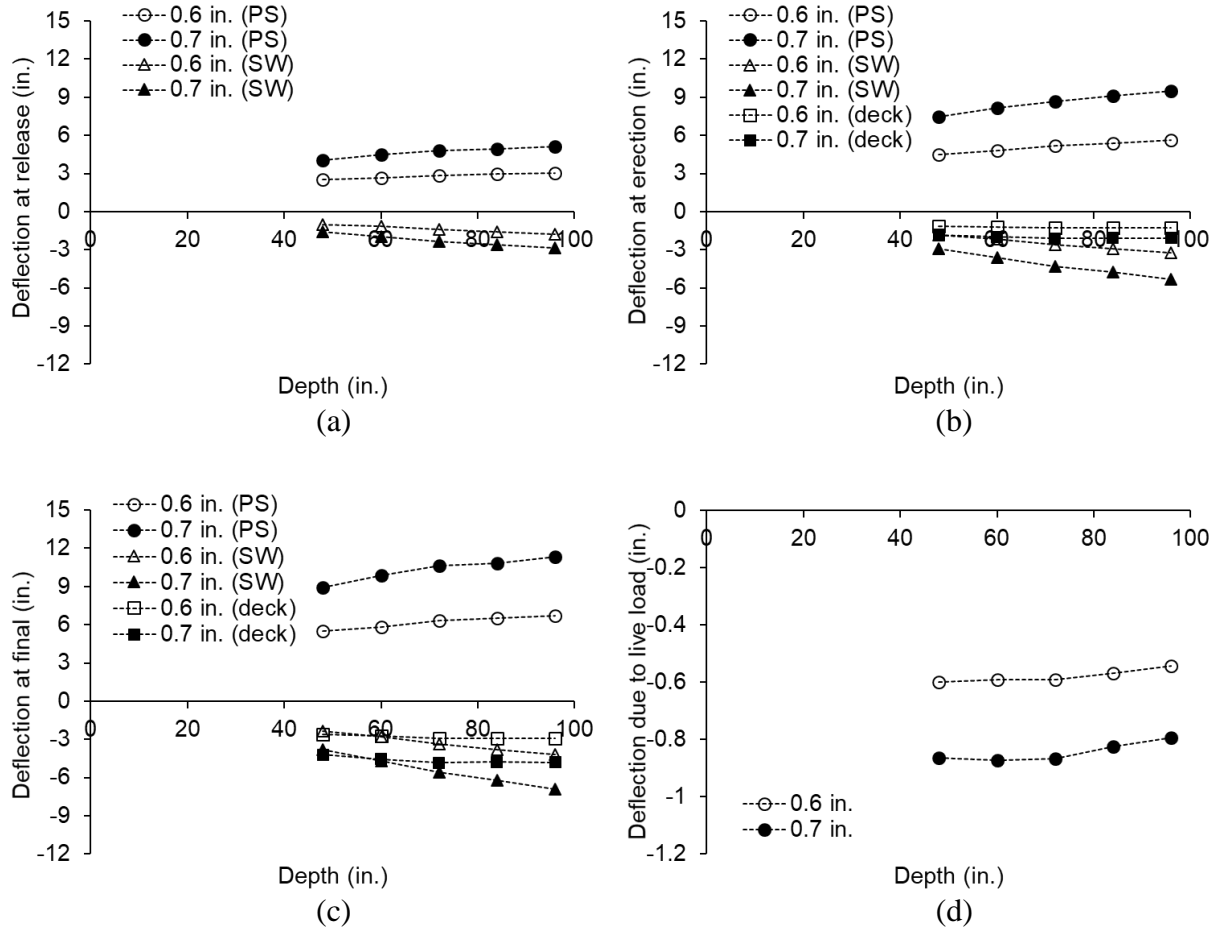 15
12
9
6
3
0
-3
-6
-9
-12
0 20 40 60 80 100
Deflection at release (in.)
0.6 in. (PS)
0.7 in. (PS)
0.6 in. (SW)
0.7 in. (SW)
Depth (in.)
(a)
15
12
9
6
3
0
-3
-6
-9
-12
0 20 40 60 80 100
Deflection at erection (in.)
0.6 in. (PS)
0.7 in. (PS)
0.6 in. (SW)
0.7 in. (SW)
0.6 in. (deck)
0.7 in. (deck)
Depth (in.)
(b)
15
12
9
6
3
0
-3
-6
-9
-12
0 20 40 60 80 100
Deflection at final (in.)
0.6 in. (PS)
0.7 in. (PS)
0.6 in. (SW)
0.7 in. (SW)
0.6 in. (deck)
0.7 in. (deck)
Depth (in.)
(c)
0
-0.2
-0.4
-0.6
-0.8
-1
-1.2
0 20 40 60 80 100
Deflection due to live load (in.)
0.6 in.
0.7 in.
Depth (in.)
(d)